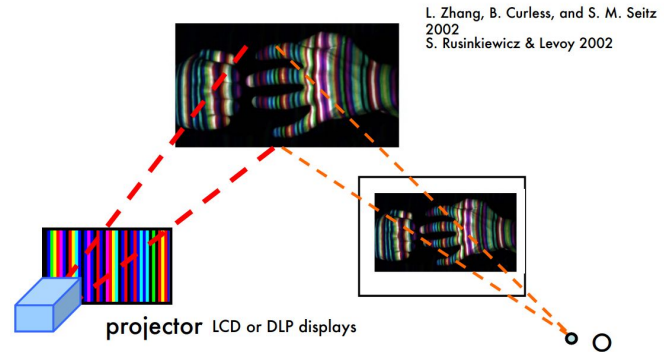 L. Zhang, B. Curless, and S. M. Seitz
2002
S. Rusinkiewicz & Levoy 2002
projector LCD or DLP displays